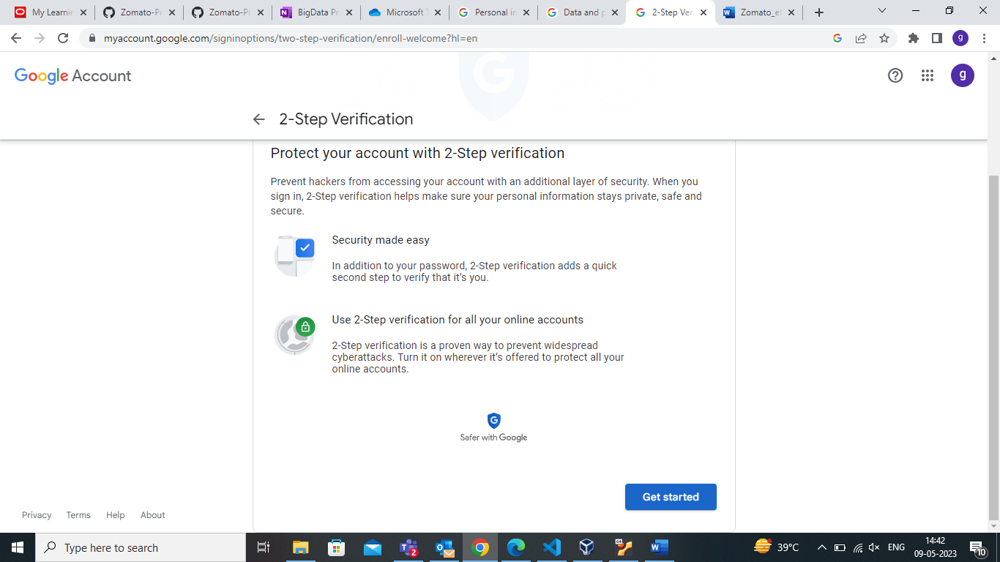 My Learnin
Zomato-Pr
Zomato-Pr
BigData Pr
Microsoft T
Personal in
Data and p
2-Step Veri
Zomato_et
myaccount.google.com/signinoptions/two-step-verification/enroll-welcome?hl=en
g
Google Account
g
2-Step Verification
Protect your account with 2-Step verification
Prevent hackers from accessing your account with an additional layer of security. When you
sign in, 2-Step verification helps make sure your personal information stays private, safe and
secure.
Security made easy
In addition to your password, 2-Step verification adds a quick
second step to verify that it's you.
Use 2-Step verification for all your online accounts
2-Step verification is a proven way to prevent widespread
cyberattacks. Turn it on wherever it's offered to protect all your
online accounts.
Safer with Google
Get started
Privacy Terms Help About
Type here to search
2
39°C
ENG
14:42
09-05-2023
10